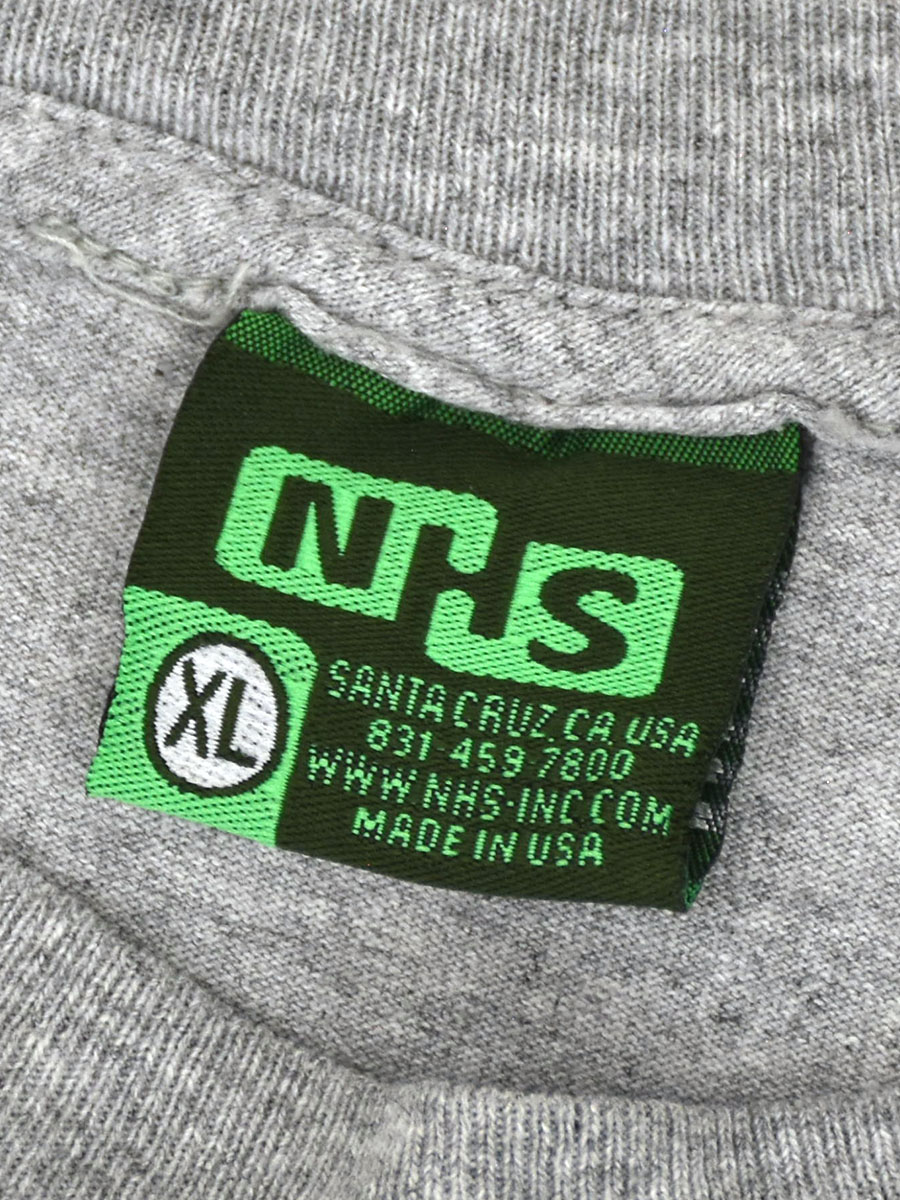 NHS
XL
SANTA CRUZ, CA, USA
831-459-7800
WWW.NHS-INC.COM
MADE IN USA